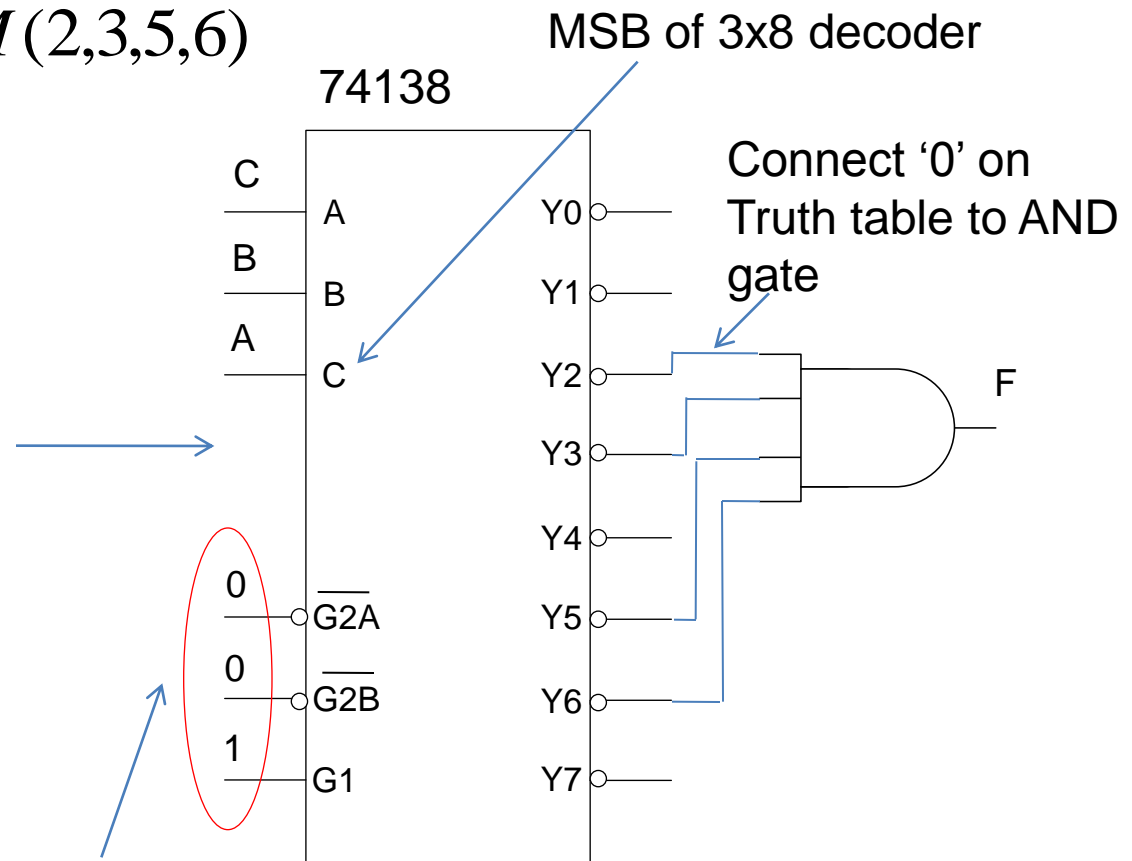 M(2,3,5,6)
MSB of 3x8 decoder
74138
Connect ‘0’ on
Truth table to AND
gate
C
A
Y0
B
B
Y1
A
C
Y2
F
Y3
Y4
0
G2A
Y5
0
G2B
Y6
1
G1
Y7